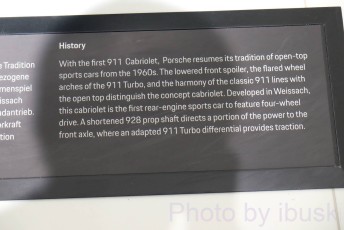 History
With the first 911 Cabriolet, Porsche resumes its tradition of open-top
sports cars from the 1960s. The lowered front spoiler, the flared wheel
arches of the 911 Turbo, and the harmony of the classic 911 lines with
the open top distinguish the concept cabriolet. Developed in Weissach,
this cabriolet is the first rear-engine sports car to feature four-wheel
drive. A shortened 928 prop shaft directs a portion of the power to the
front axle, where an adapted 911 Turbo differential provides traction.
e Tradition
ezogene
menspiel
eissach
adantrieb.
rkraft
tion
Photo by ibusk